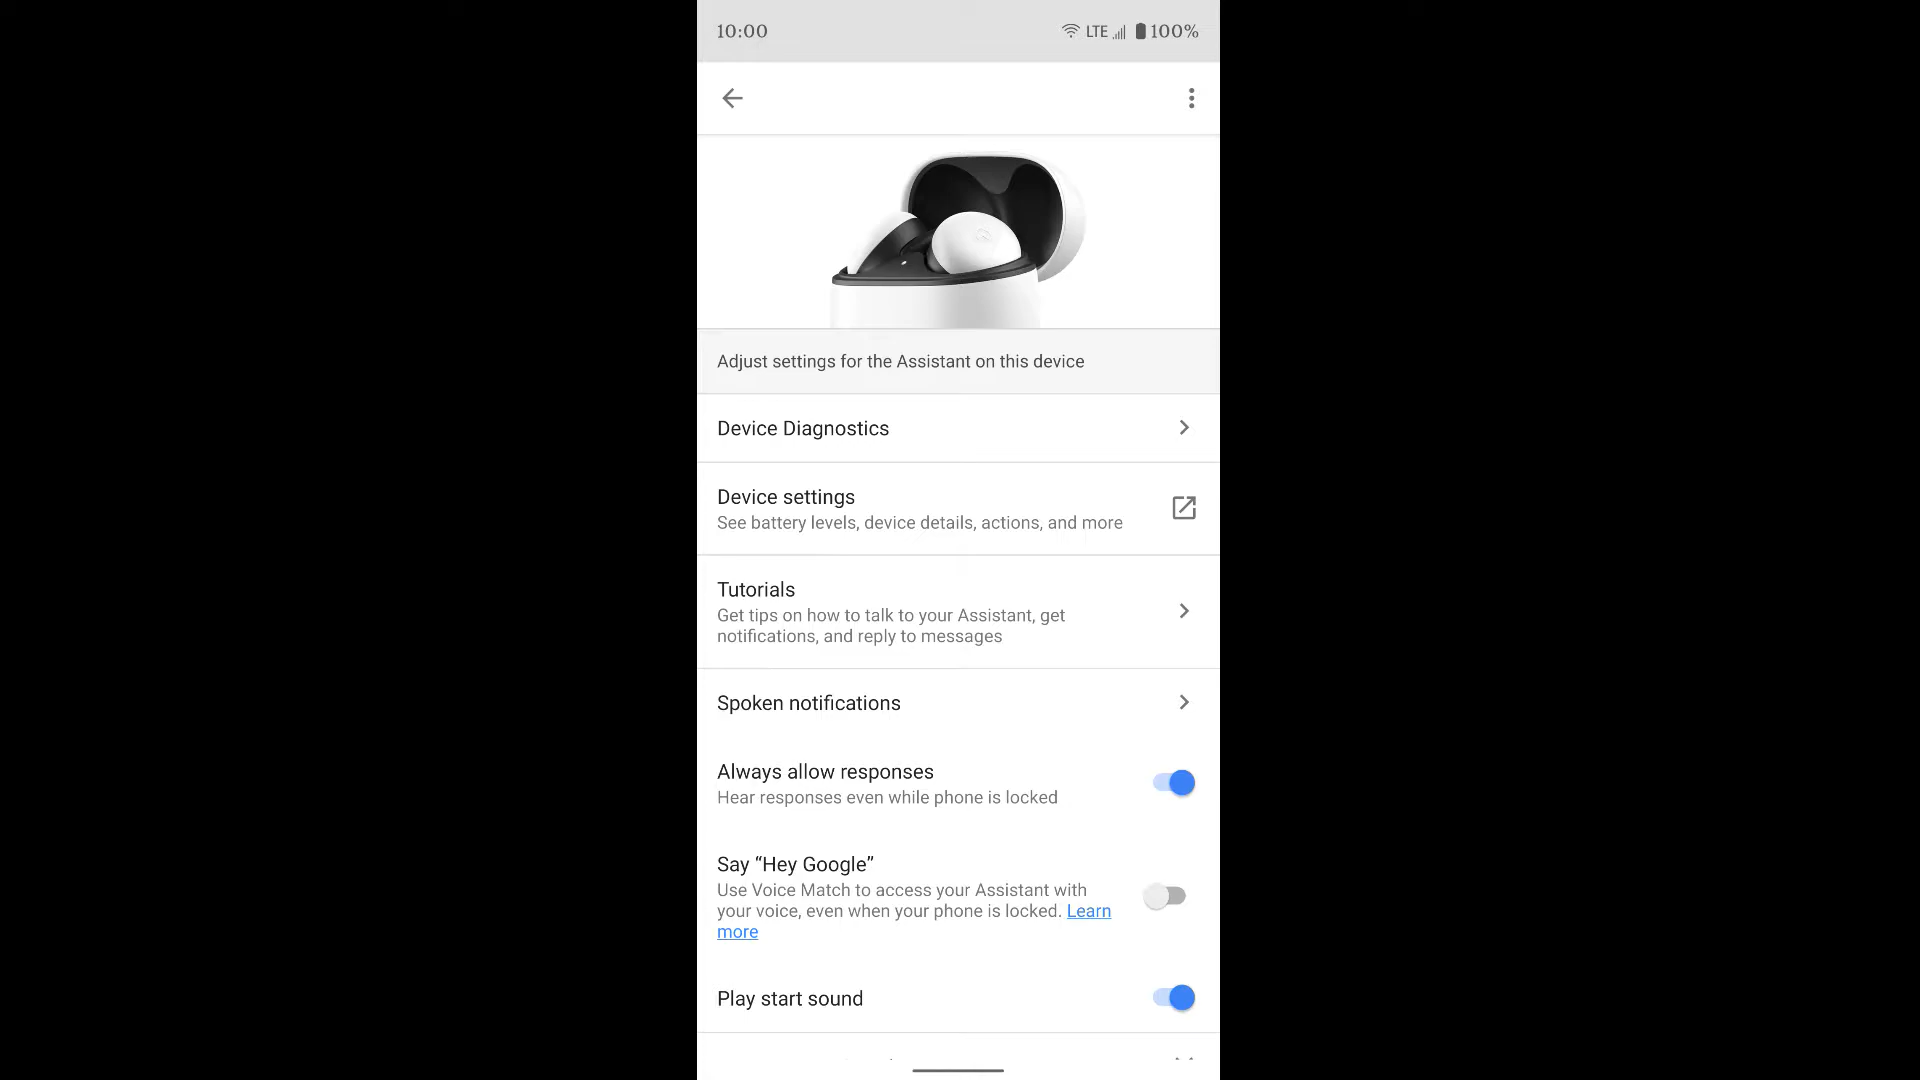 10:00 LTE 100%
Adjust settings for the Assistant on this device
Device Diagnostics
Device settings
See battery levels, device details, actions, and more
Tutorials
Get tips on how to talk to your Assistant, get
notifications, and reply to messages
Spoken notifications
Always allow responses
Hear responses even while phone is locked
Say “Hey Google”
Use Voice Match to access your Assistant with
your voice, even when your phone is locked. Learn
more
Play start sound